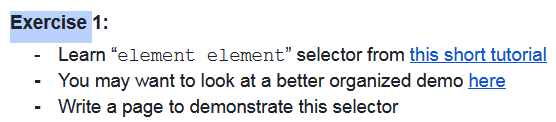 Exercise 1:
- Learn “element element” selector from this short tutorial
- You may want to look at a better organized demo here
- Write a page to demonstrate this selector